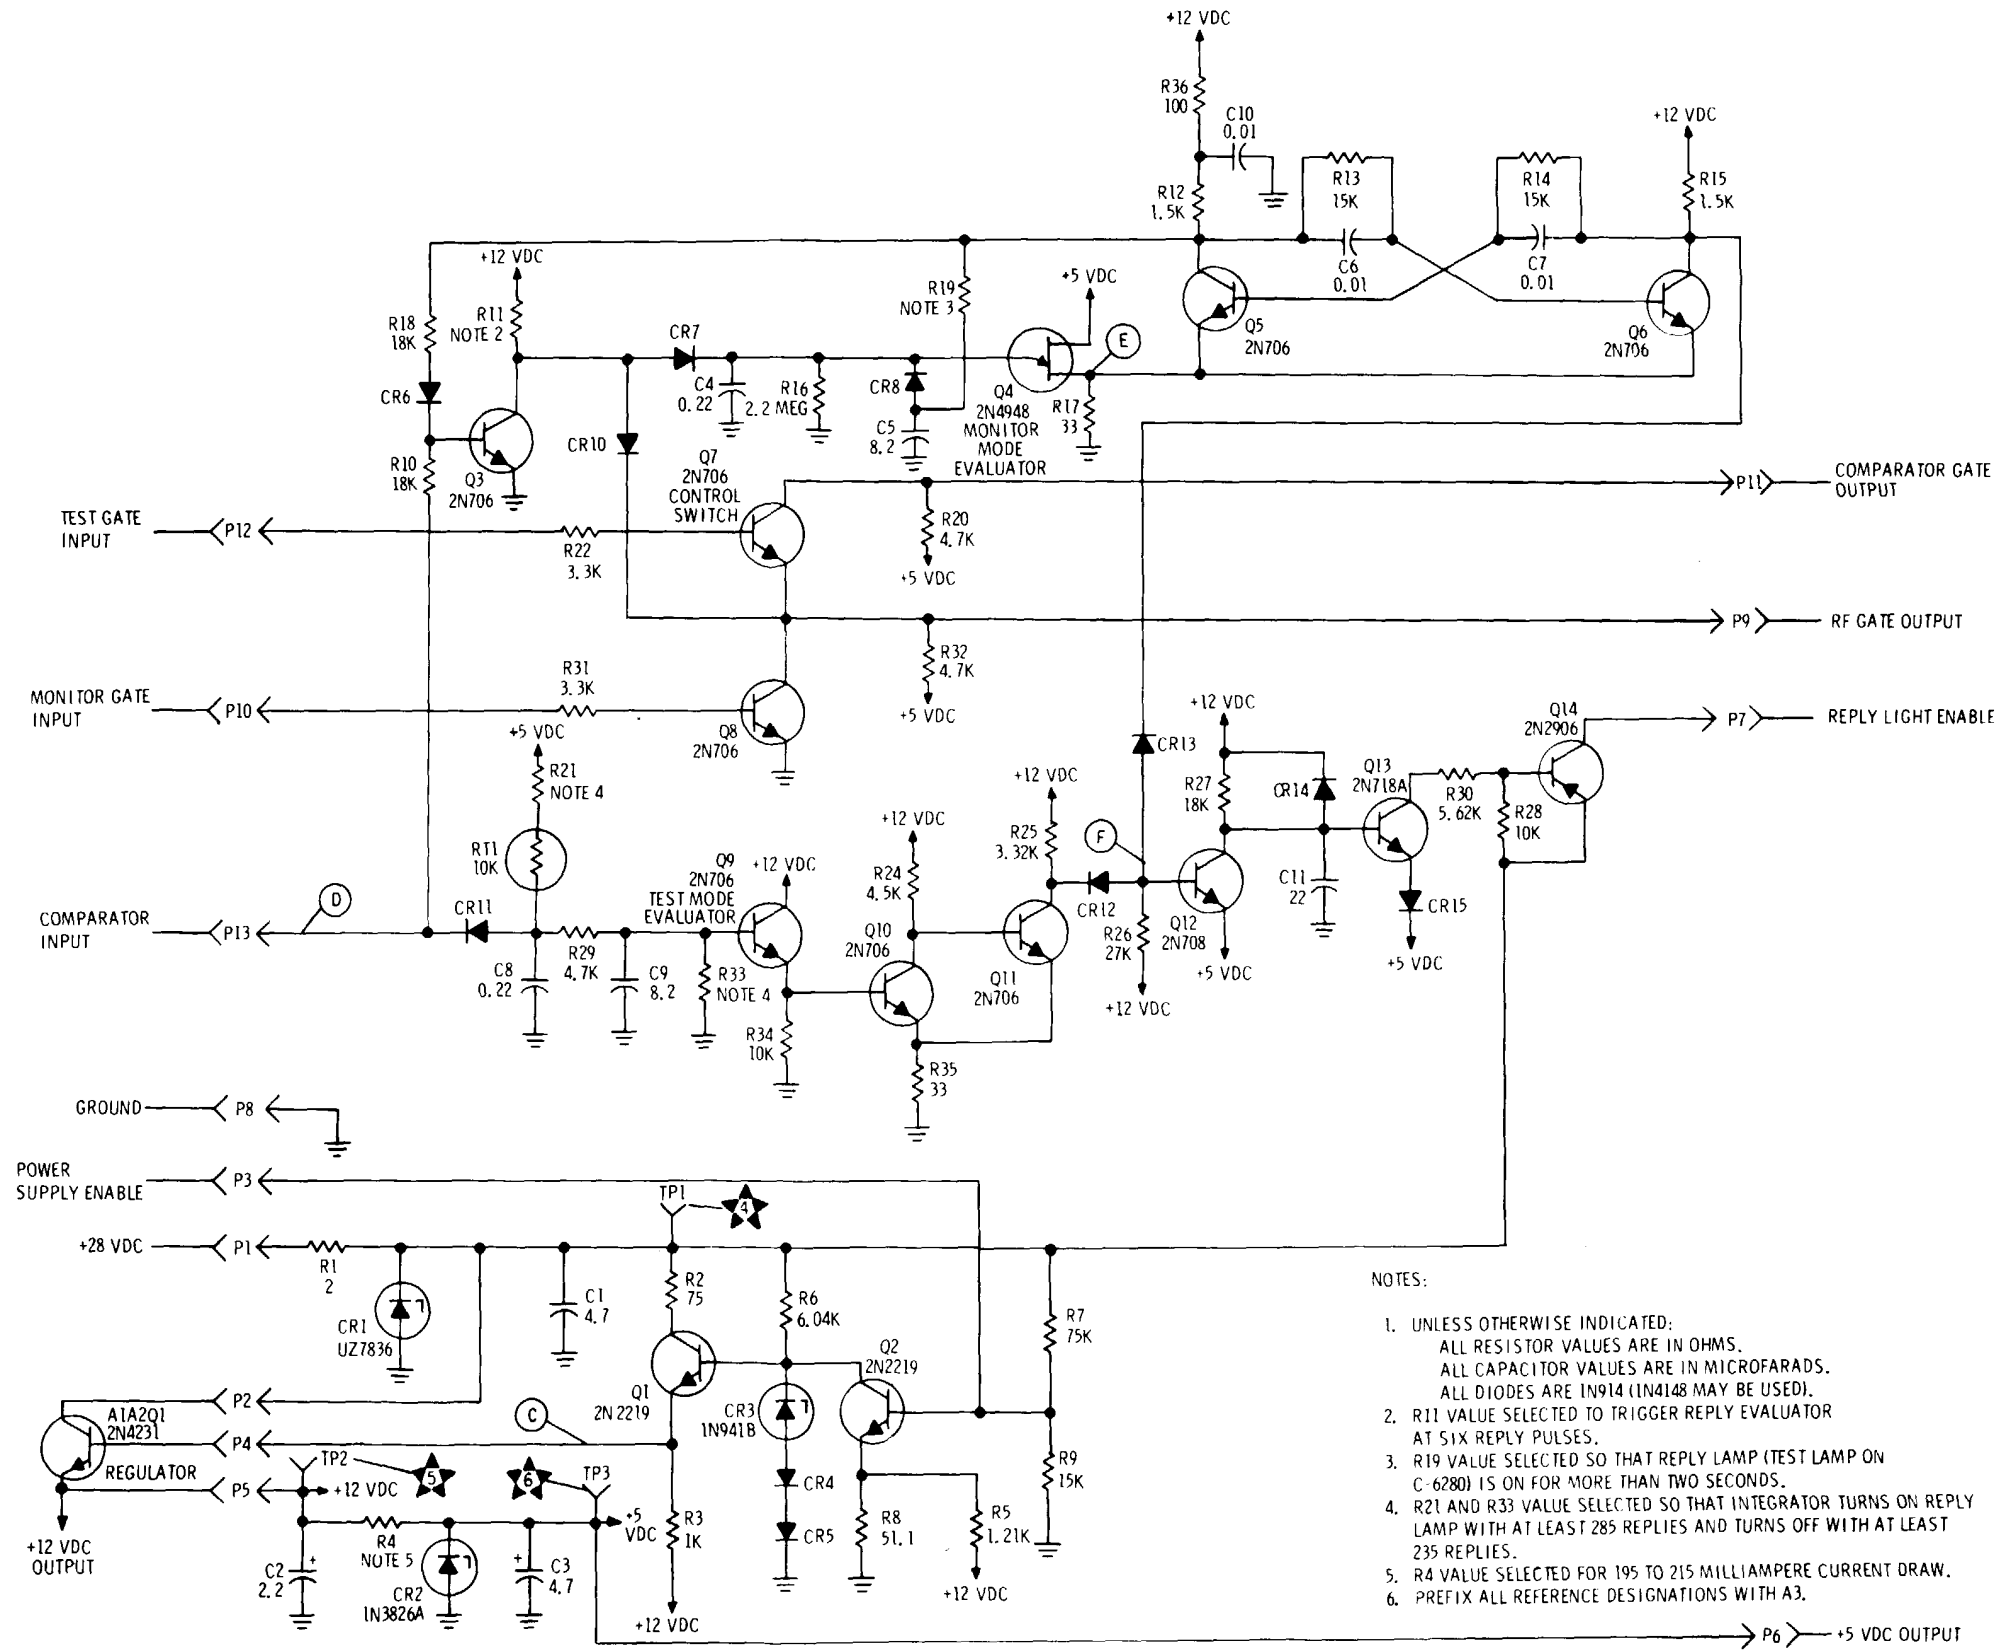 +12 VDC
R36
100
C10
0.01
+12 VDC
R12
1.5K
R13
15K
R14
15K
R15
1.5K
+12 VDC
C6
0.01
C7
0.01
+5 VDC
R19
NOTE 3
R18
18K
R11
NOTE 2
CR7
E
Q5
2N706
Q6
2N706
CR6
C4
0.22
R16
2.2 MEG
CR8
Q4
2N4948
MONITOR
MODE
EVALUATOR
R17
33
C5
8.2
R10
18K
Q3
2N706
CR10
Q7
2N706
CONTROL
SWITCH
P11
COMPARATOR GATE
OUTPUT
TEST GATE
INPUT
P12
R22
3.3K
R20
4.7K
+5 VDC
P9
RF GATE OUTPUT
R32
4.7K
+5 VDC
MONITOR GATE
INPUT
P10
R31
3.3K
Q8
2N706
+5 VDC
R21
NOTE 4
RT1
10K
+12 VDC
Q14
2N2906
P7
REPLY LIGHT ENABLE
CR13
R27
18K
CR14
Q13
2N718A
R30
5.62K
R28
10K
+12 VDC
R25
3.32K
F
+12 VDC
R24
4.5K
Q9
2N706
TEST MODE
EVALUATOR
+12 VDC
D
COMPARATOR
INPUT
P13
CR11
C8
0.22
R29
4.7K
C9
8.2
R33
NOTE 4
Q10
2N706
Q11
2N706
CR12
R26
27K
+12 VDC
Q12
2N708
+5 VDC
C11
22
CR15
+5 VDC
R34
10K
R35
33
GROUND
P8
POWER
SUPPLY ENABLE
P3
TP1
4
+28 VDC
P1
R1
2
CR1
UZ7836
C1
4.7
R2
75
R6
6.04K
R7
75K
Q2
2N2219
Q1
2N2219
CR3
1N941B
P2
A1A2Q1
2N4231
P4
C
REGULATOR
P5
TP2
5
+12 VDC
6
TP3
+12 VDC
OUTPUT
R4
NOTE 5
+5
VDC
C2
2.2
+
CR2
1N3826A
+
C3
4.7
R3
1K
+12 VDC
CR4
CR5
R8
51.1
R5
1.21K
+12 VDC
R9
15K
P6
+5 VDC OUTPUT
NOTES:
1. UNLESS OTHERWISE INDICATED:
ALL RESISTOR VALUES ARE IN OHMS.
ALL CAPACITOR VALUES ARE IN MICROFARADS.
ALL DIODES ARE 1N914 (1N4148 MAY BE USED).
2. R11 VALUE SELECTED TO TRIGGER REPLY EVALUATOR
AT SIX REPLY PULSES.
3. R19 VALUE SELECTED SO THAT REPLY LAMP (TEST LAMP ON
C-6280) IS ON FOR MORE THAN TWO SECONDS.
4. R21 AND R33 VALUE SELECTED SO THAT INTEGRATOR TURNS ON REPLY
LAMP WITH AT LEAST 285 REPLIES AND TURNS OFF WITH AT LEAST
235 REPLIES.
5. R4 VALUE SELECTED FOR 195 TO 215 MILLIAMPERE CURRENT DRAW.
6. PREFIX ALL REFERENCE DESIGNATIONS WITH A3.